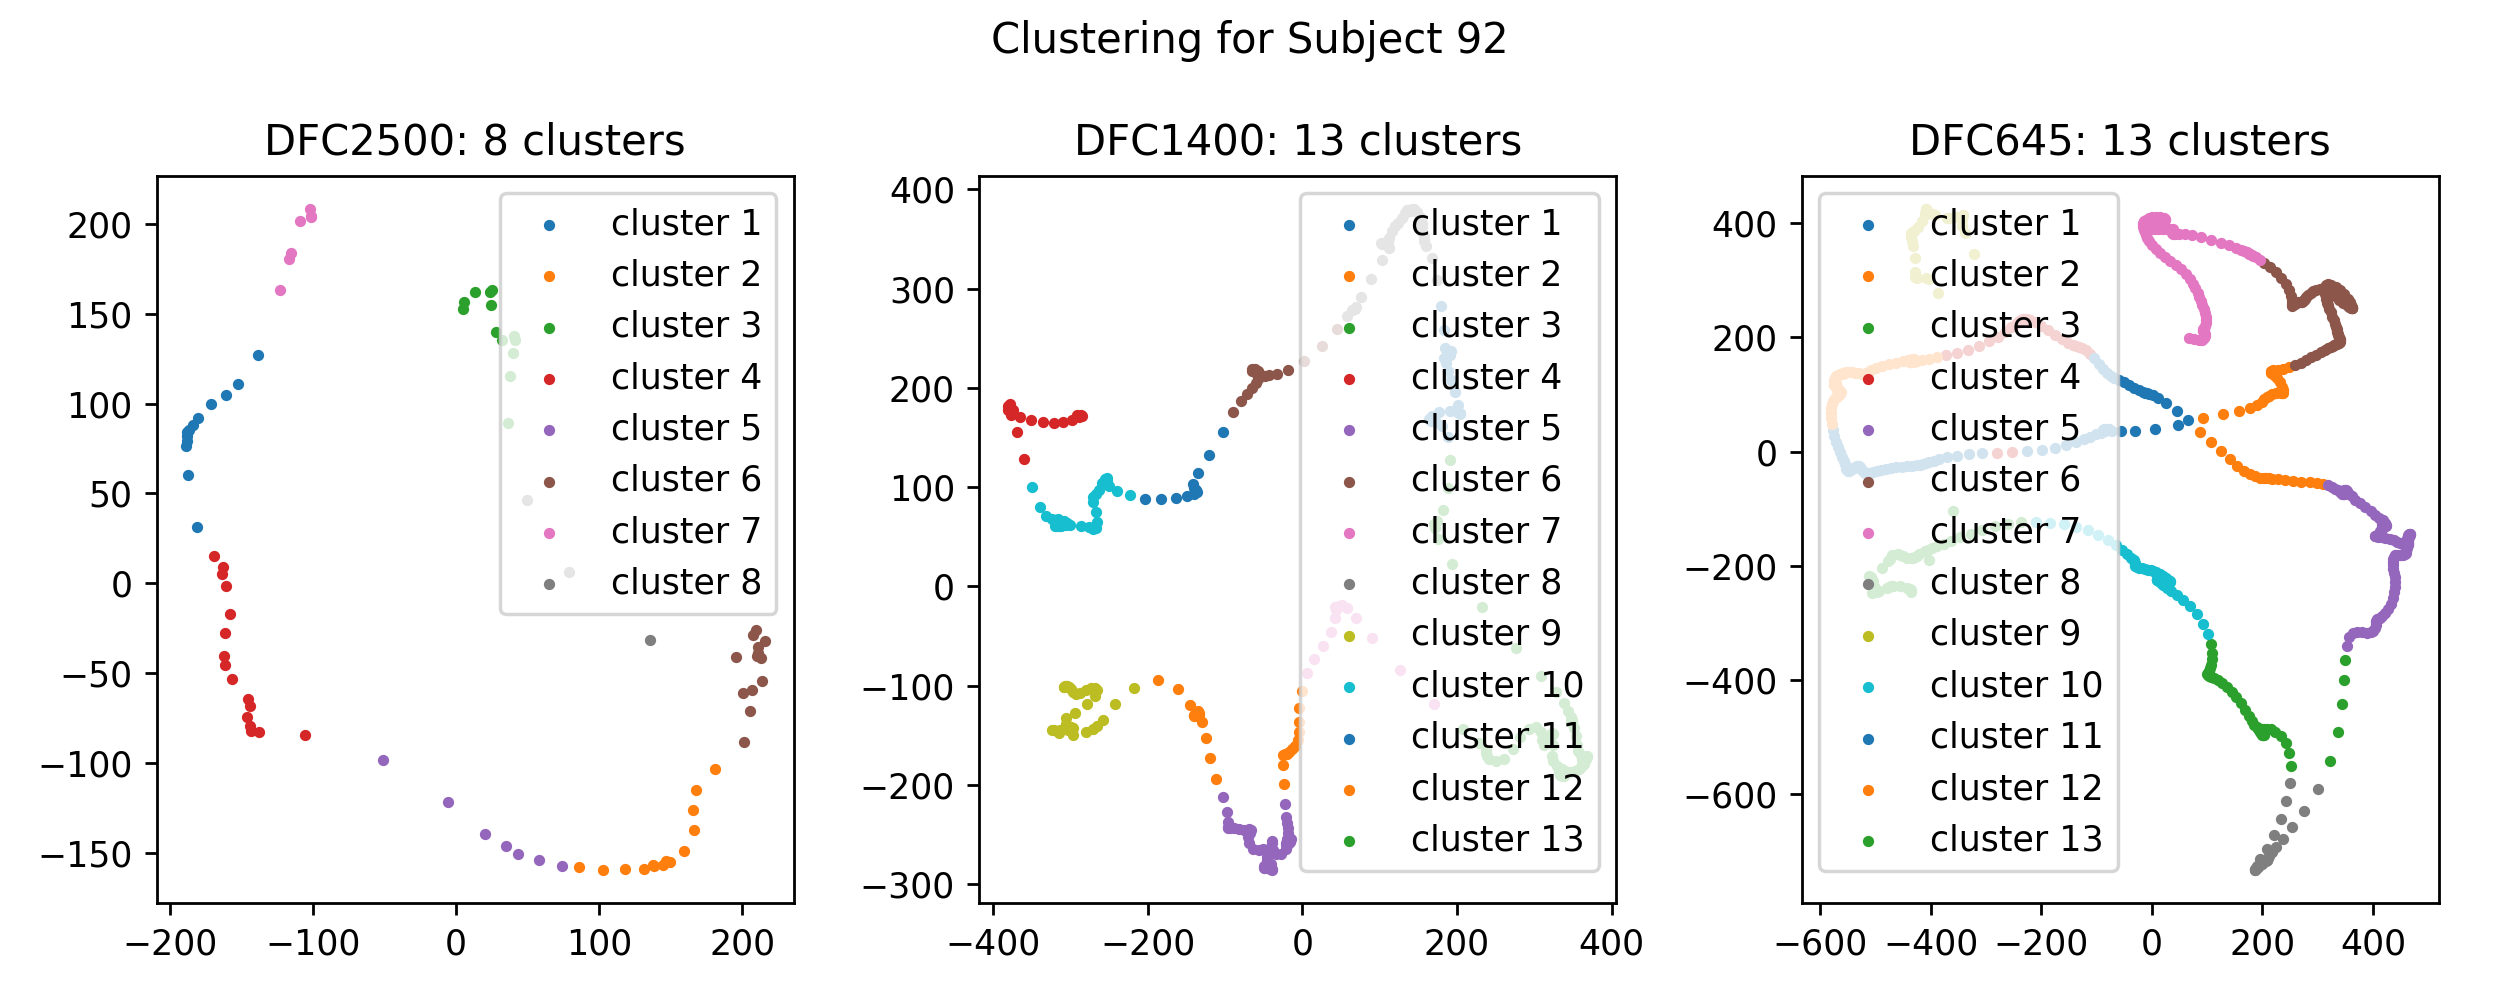 Clustering for Subject 92
DFC2500: 8 clusters
200
150
100
50
0
−50
−100
−150
−200
−100
0
100
200
cluster 1
cluster 2
cluster 3
cluster 4
cluster 5
cluster 6
cluster 7
cluster 8
DFC1400: 13 clusters
400
300
200
100
0
−100
−200
−300
−400
−200
0
200
400
cluster 1
cluster 2
cluster 3
cluster 4
cluster 5
cluster 6
cluster 7
cluster 8
cluster 9
cluster 10
cluster 11
cluster 12
cluster 13
DFC645: 13 clusters
400
200
0
−200
−400
−600
−600
−400
−200
0
200
400
cluster 1
cluster 2
cluster 3
cluster 4
cluster 5
cluster 6
cluster 7
cluster 8
cluster 9
cluster 10
cluster 11
cluster 12
cluster 13